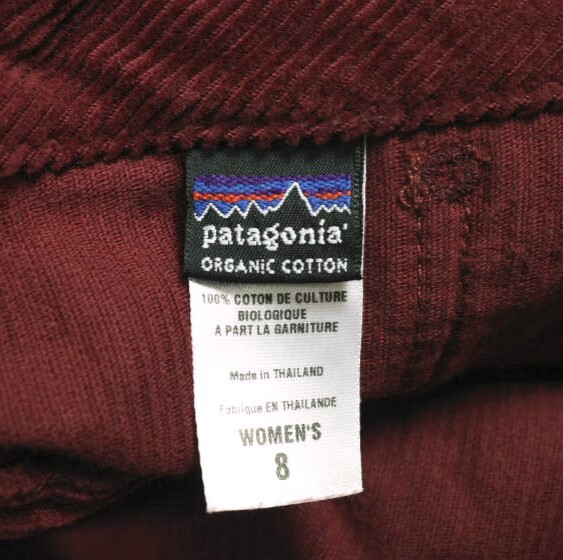 patagonia®
ORGANIC COTTON
100% COTON DE CULTURE
BIOLOGIQUE
A PART LA GARNITURE
Made in THAILAND
Fabrique EN THAILANDE
WOMEN'S
8